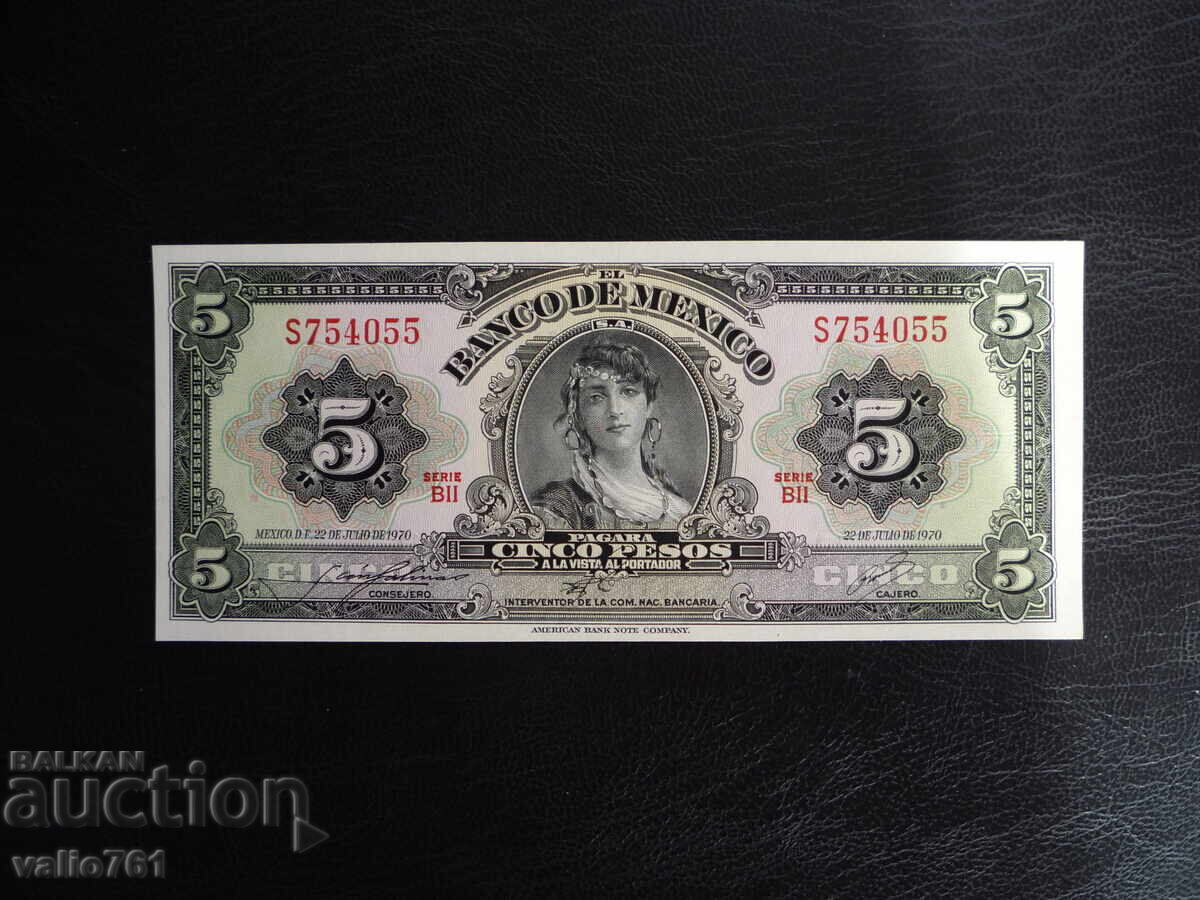 EL
BANCO DE MEXICO
S.A.
5
5
S754055
S754055
5
5
SERIE
BII
SERIE
BII
MEXICO D.F. 22 DE JULIO DE 1970
22 DE JULIO DE 1970
PAGARA
CINCO PESOS
A LA VISTA AL PORTADOR
5
5
CINCO
CONSEJERO.
INTERVENTOR DE LA COM. NAC. BANCARIA
CAJERO.
AMERICAN BANK NOTE COMPANY.
BALKAN
auction
valio761